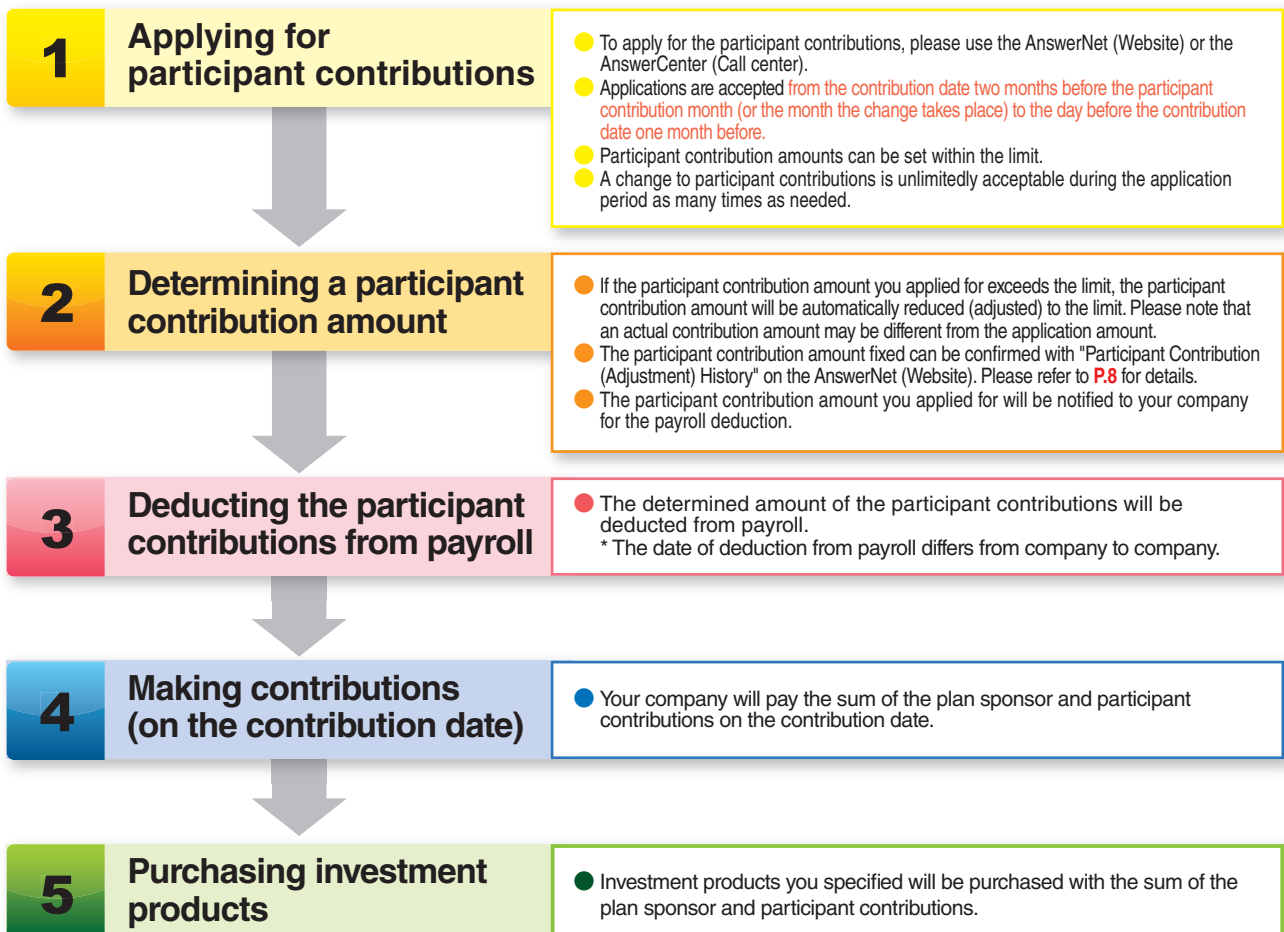 1
Applying for
participant contributions
● To apply for the participant contributions, please use the AnswerNet (Website) or the
AnswerCenter (Call center).
● Applications are accepted from the contribution date two months before the participant
contribution month (or the month the change takes place) to the day before the contribution
date one month before.
● Participant contribution amounts can be set within the limit.
● A change to participant contributions is unlimitedly acceptable during the application
period as many times as needed.
2
Determining a participant
contribution amount
● If the participant contribution amount you applied for exceeds the limit, the participant
contribution amount will be automatically reduced (adjusted) to the limit. Please note that
an actual contribution amount may be different from the application amount.
● The participant contribution amount fixed can be confirmed with "Participant Contribution
(Adjustment) History" on the AnswerNet (Website). Please refer to P.8 for details.
● The participant contribution amount you applied for will be notified to your company
for the payroll deduction.
3
Deducting the participant
contributions from payroll
● The determined amount of the participant contributions will be
deducted from payroll.
* The date of deduction from payroll differs from company to company.
4
Making contributions
(on the contribution date)
● Your company will pay the sum of the plan sponsor and participant
contributions on the contribution date.
5
Purchasing investment
products
● Investment products you specified will be purchased with the sum of the
plan sponsor and participant contributions.